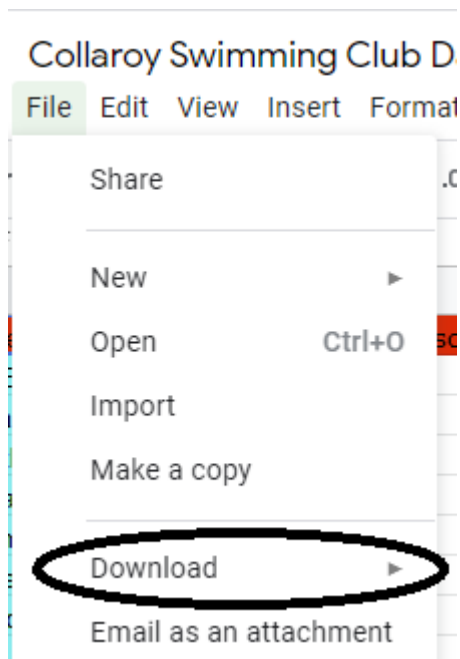 Collaroy Swimming Club D
File Edit View Insert Format
Share
.0
New ►
Open Ctrl+O
Import
Make a copy
Download ►
Email as an attachment